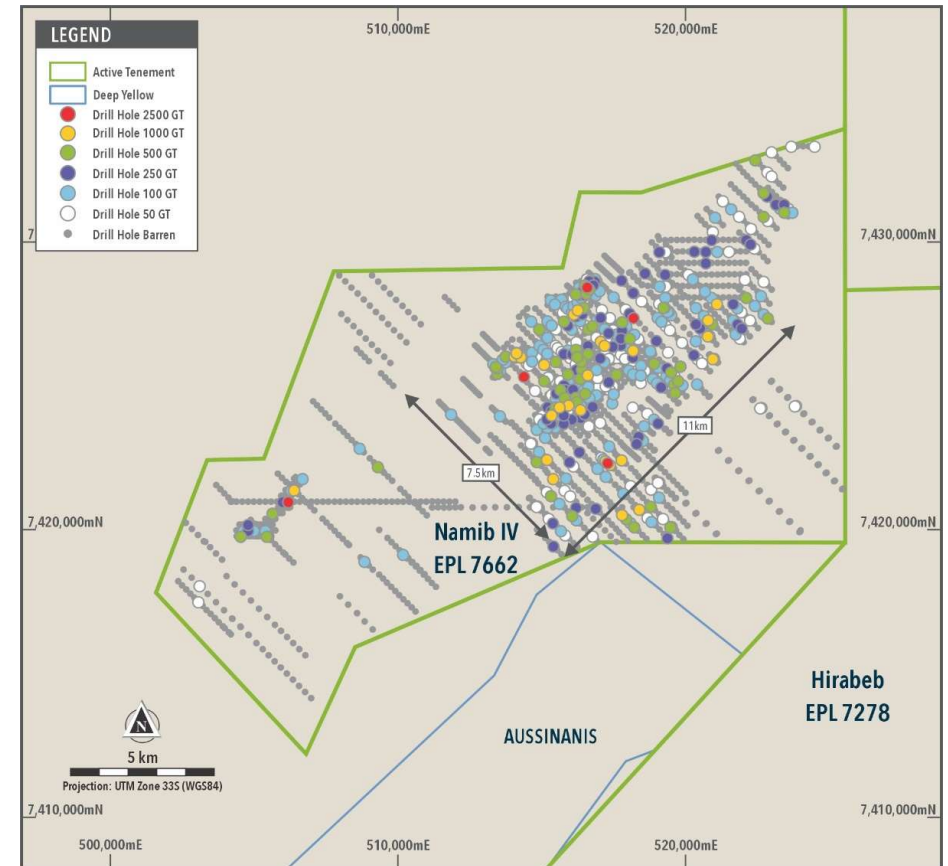 510,000mE
520,000mE
LEGEND
Active Tenement
Deep Yellow
Drill Hole 2500 GT
Drill Hole 1000 GT
Drill Hole 500 GT
Drill Hole 250 GT
Drill Hole 100 GT
Drill Hole 50 GT
Drill Hole Barren
7
7,430,000mN
11km
7.5km
7,420,000mN
7,420,000mN
Namib IV
EPL 7662
Hirabeb
EPL 7278
AUSSINANIS
N
5 km
Projection: UTM Zone 33S (WGS84)
7,410,000mN
7,410,000mN
500,000mE
510,000mE
520,000mE